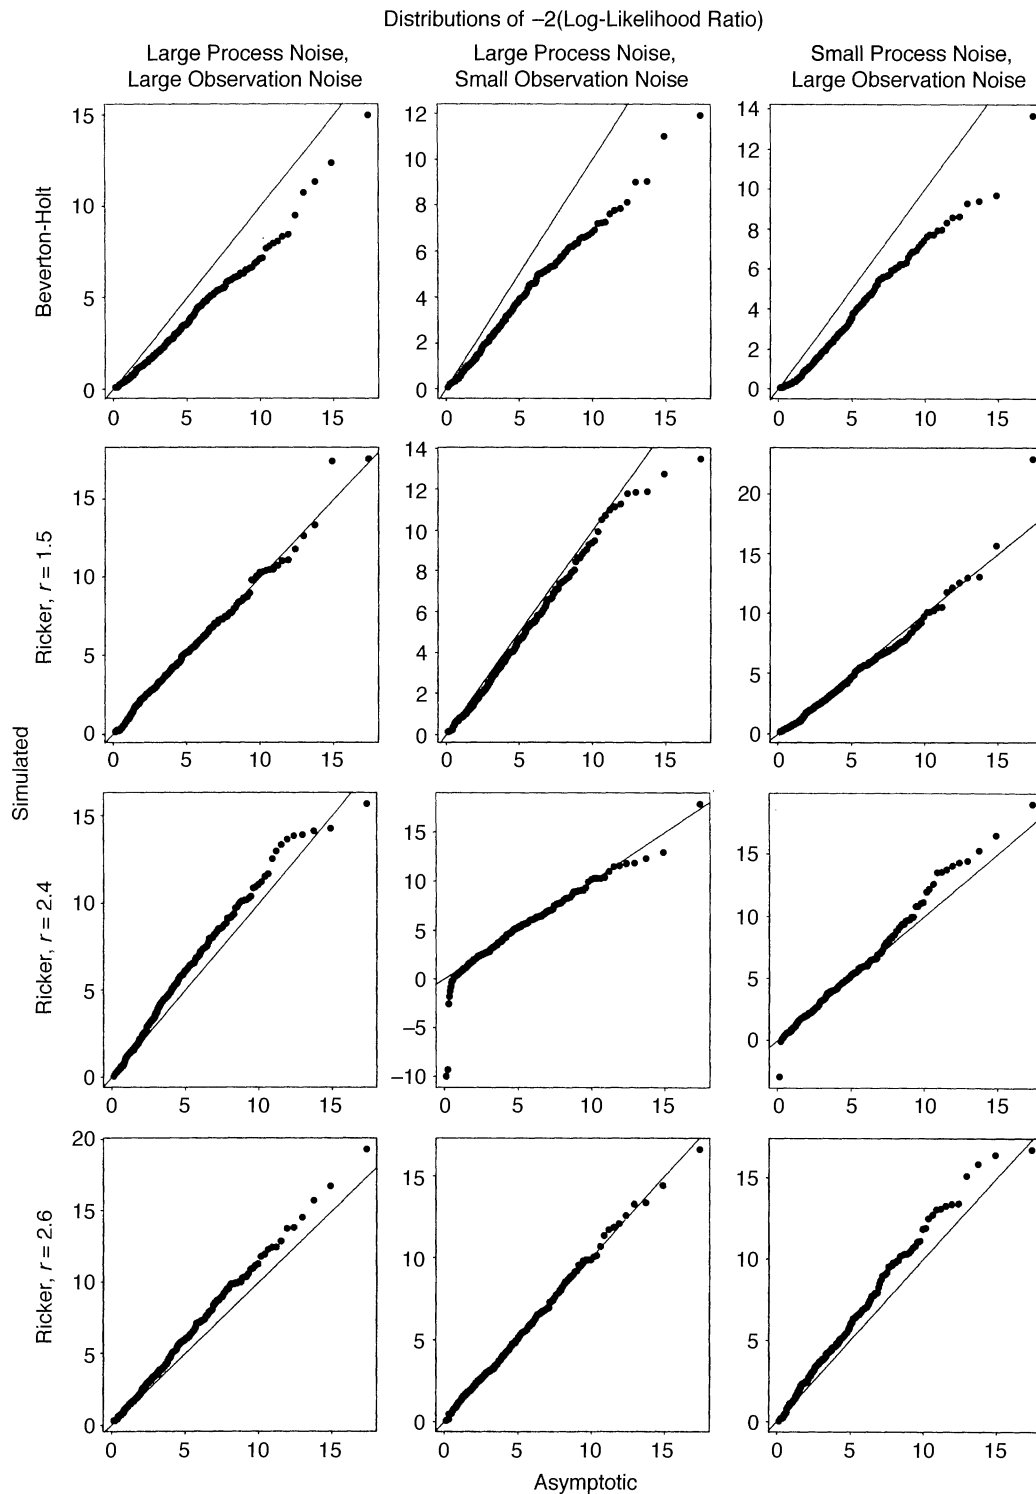 Distributions of –2(Log-Likelihood Ratio)
Large Process Noise,
Large Observation Noise
Large Process Noise,
Small Observation Noise
Small Process Noise,
Large Observation Noise
Simulated
Beverton-Holt
15
10
5
0
0 5 10 15
12
10
8
6
4
2
0
0 5 10 15
14
12
10
8
6
4
2
0
0 5 10 15
Ricker, r = 1.5
15
10
5
0
0 5 10 15
14
12
10
8
6
4
2
0
0 5 10 15
20
15
10
5
0
0 5 10 15
Ricker, r = 2.4
15
10
5
0
0 5 10 15
15
10
5
0
–5
–10
0 5 10 15
15
10
5
0
0 5 10 15
Ricker, r = 2.6
20
15
10
5
0
0 5 10 15
15
10
5
0
0 5 10 15
15
10
5
0
0 5 10 15
Asymptotic